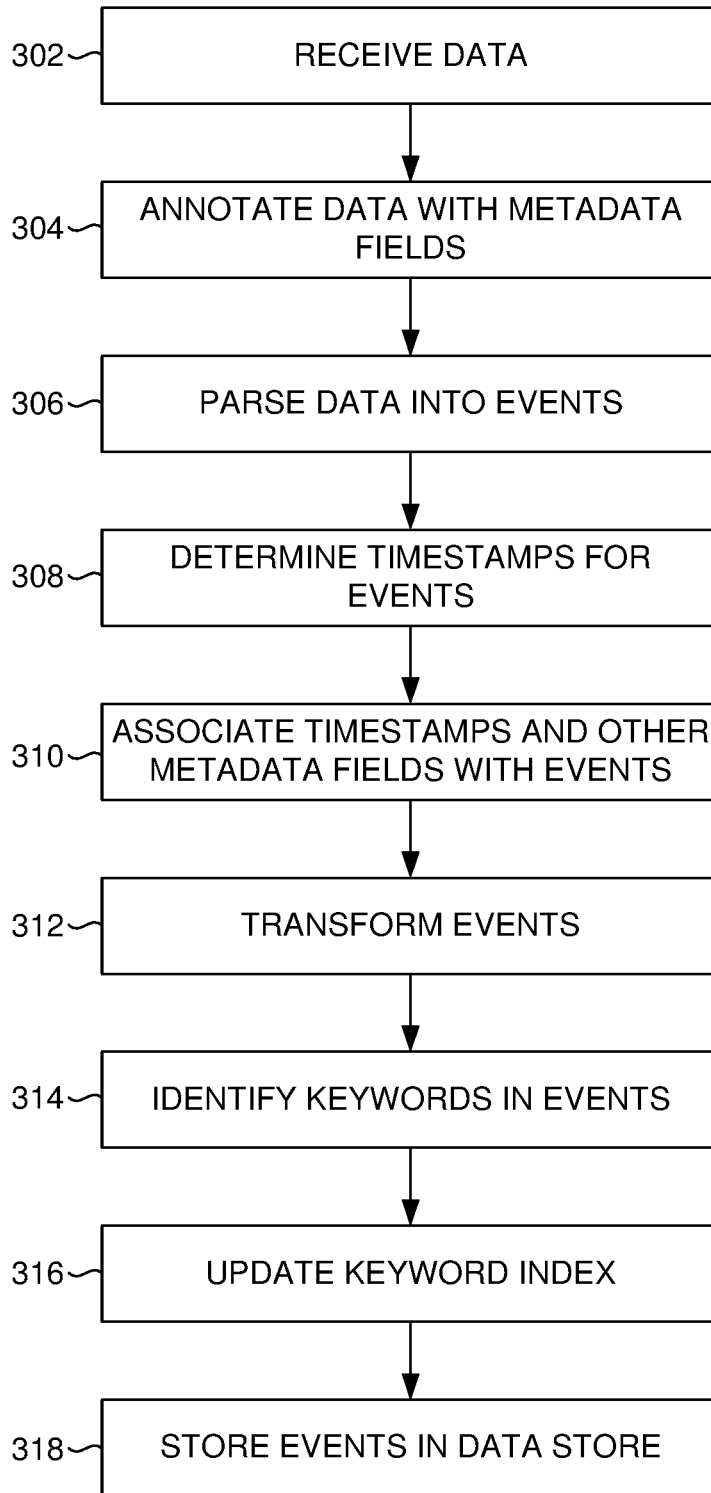 302
RECEIVE DATA
304
ANNOTATE DATA WITH METADATA
FIELDS
306
PARSE DATA INTO EVENTS
308
DETERMINE TIMESTAMPS FOR
EVENTS
310
ASSOCIATE TIMESTAMPS AND OTHER
METADATA FIELDS WITH EVENTS
312
TRANSFORM EVENTS
314
IDENTIFY KEYWORDS IN EVENTS
316
UPDATE KEYWORD INDEX
318
STORE EVENTS IN DATA STORE